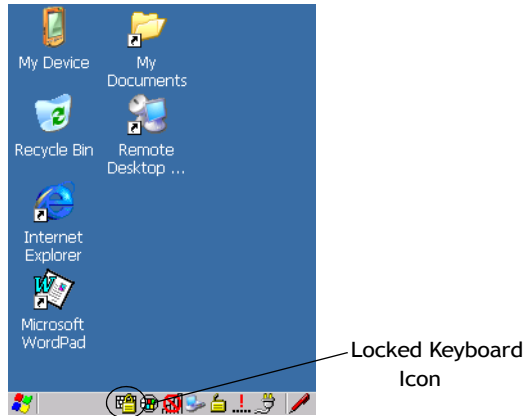 My Device
My
Documents
Recycle Bin
Remote
Desktop ...
Internet
Explorer
Microsoft
WordPad
Locked Keyboard
Icon